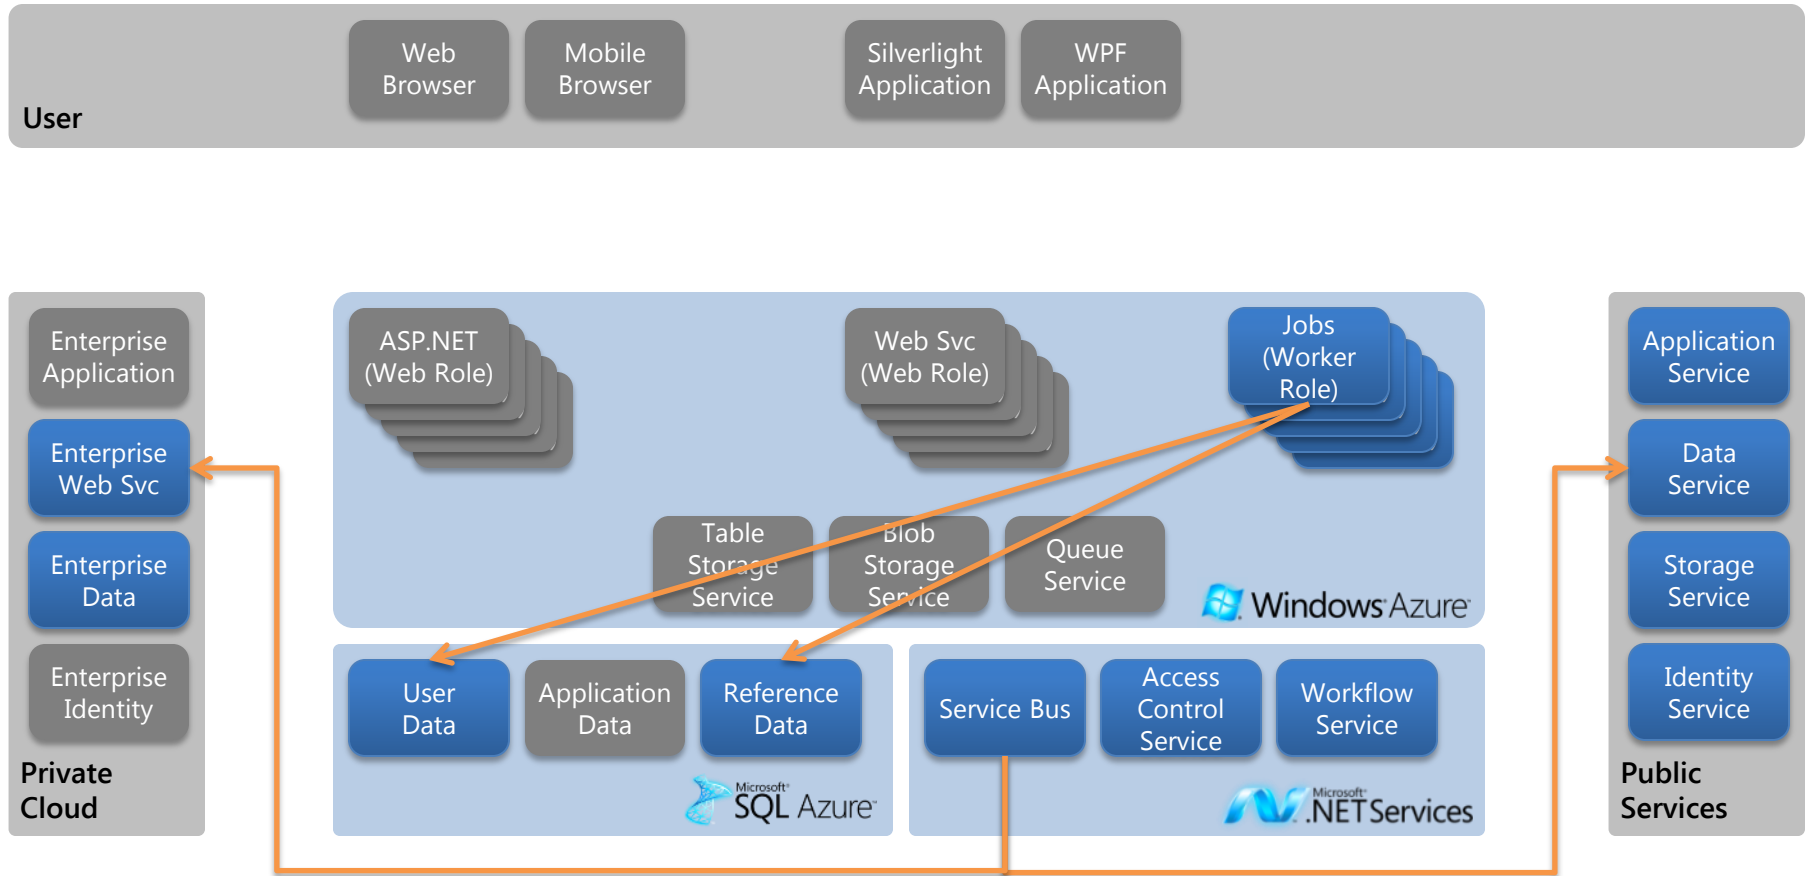 Web
Browser
Mobile
Browser
Silverlight
Application
WPF
Application
User
Enterprise
Application
Enterprise
Web Svc
Enterprise
Data
Enterprise
Identity
Private
Cloud
ASP.NET
(Web Role)
Web Svc
(Web Role)
Jobs
(Worker
Role)
Table
Storage
Service
Blob
Storage
Service
Queue
Service
Windows Azure™
User
Data
Application
Data
Reference
Data
Microsoft®
SQL Azure™
Service Bus
Access
Control
Service
Workflow
Service
Microsoft®
.NET Services
Application
Service
Data
Service
Storage
Service
Identity
Service
Public
Services